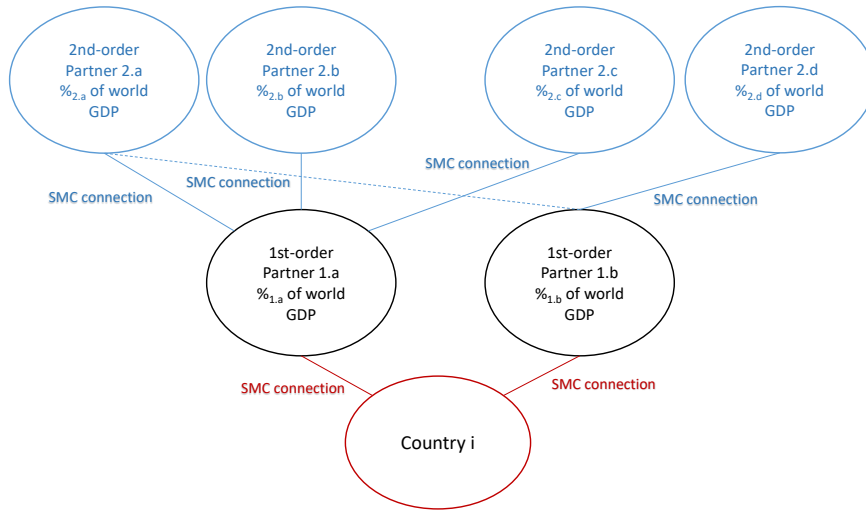 2nd-order
Partner 2.a
%2.a of world
GDP
2nd-order
Partner 2.b
%2.b of world
GDP
2nd-order
Partner 2.c
%2.c of world
GDP
2nd-order
Partner 2.d
%2.d of world
GDP
SMC connection
SMC connection
SMC connection
SMC connection
1st-order
Partner 1.a
%1.a of world
GDP
1st-order
Partner 1.b
%1.b of world
GDP
SMC connection
SMC connection
Country i